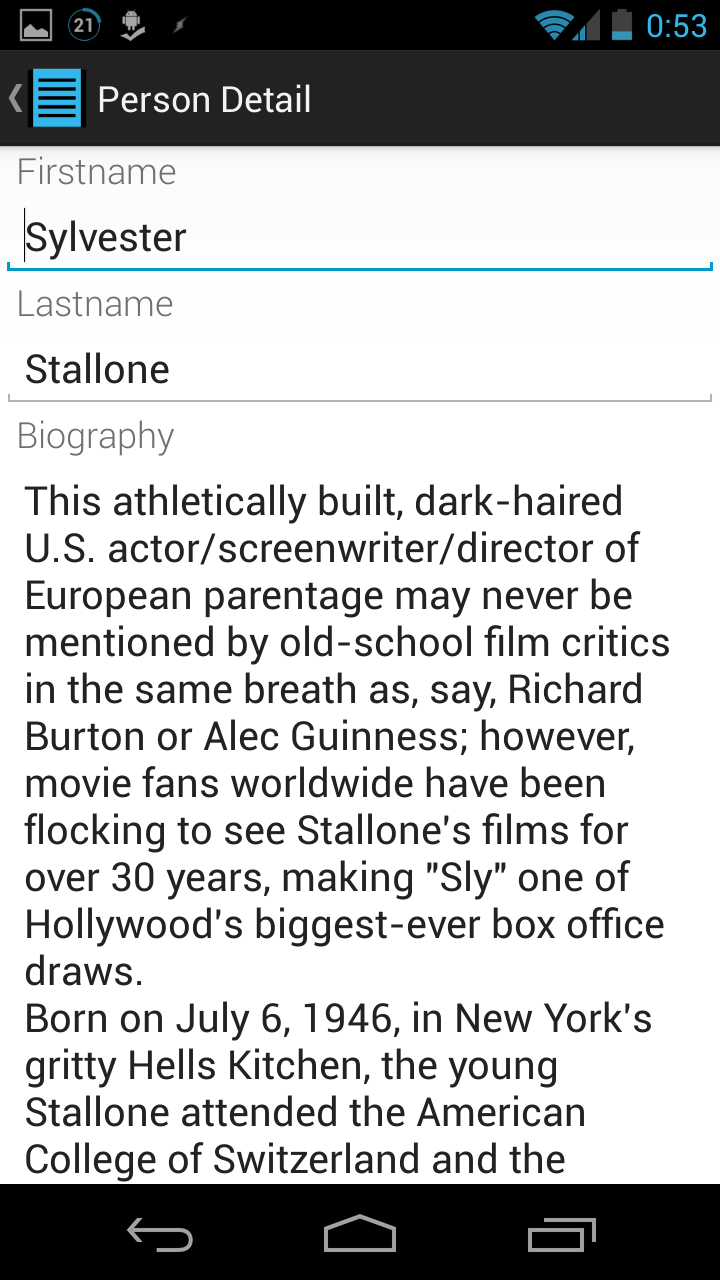 21
0:53
Person Detail
Firstname
Sylvester
Lastname
Stallone
Biography
This athletically built, dark-haired
U.S. actor/screenwriter/director of
European parentage may never be
mentioned by old-school film critics
in the same breath as, say, Richard
Burton or Alec Guinness; however,
movie fans worldwide have been
flocking to see Stallone's films for
over 30 years, making "Sly" one of
Hollywood's biggest-ever box office
draws.
Born on July 6, 1946, in New York's
gritty Hells Kitchen, the young
Stallone attended the American
College of Switzerland and the